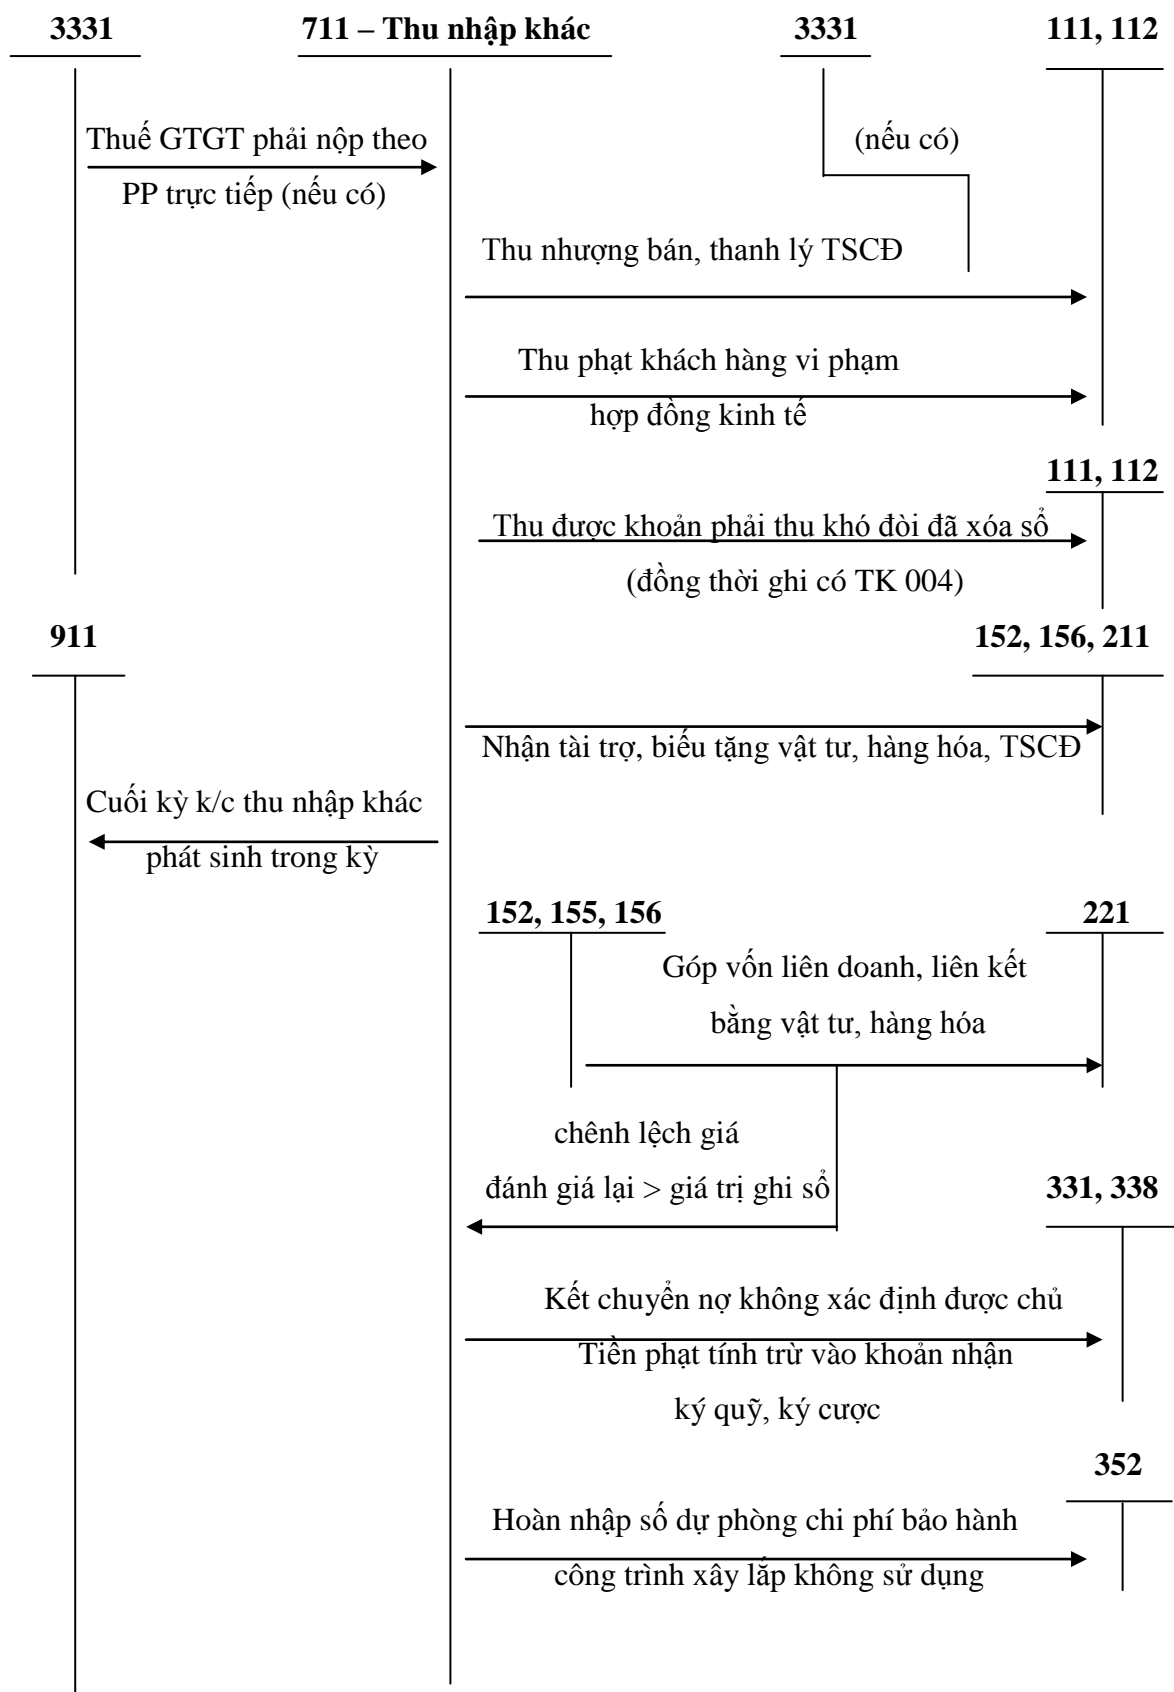 3331
711 – Thu nhập khác
3331
111, 112
Thuế GTGT phải nộp theo
PP trực tiếp (nếu có)
(nếu có)
Thu nhượng bán, thanh lý TSCĐ
Thu phạt khách hàng vi phạm
hợp đồng kinh tế
111, 112
Thu được khoản phải thu khó đòi đã xóa sổ
(đồng thời ghi có TK 004)
911
152, 156, 211
Nhận tài trợ, biếu tặng vật tư, hàng hóa, TSCĐ
Cuối kỳ k/c thu nhập khác
phát sinh trong kỳ
152, 155, 156
221
Góp vốn liên doanh, liên kết
bằng vật tư, hàng hóa
chênh lệch giá
đánh giá lại > giá trị ghi sổ
331, 338
Kết chuyển nợ không xác định được chủ
Tiền phạt tính trừ vào khoản nhận
ký quỹ, ký cược
352
Hoàn nhập số dự phòng chi phí bảo hành
công trình xây lắp không sử dụng